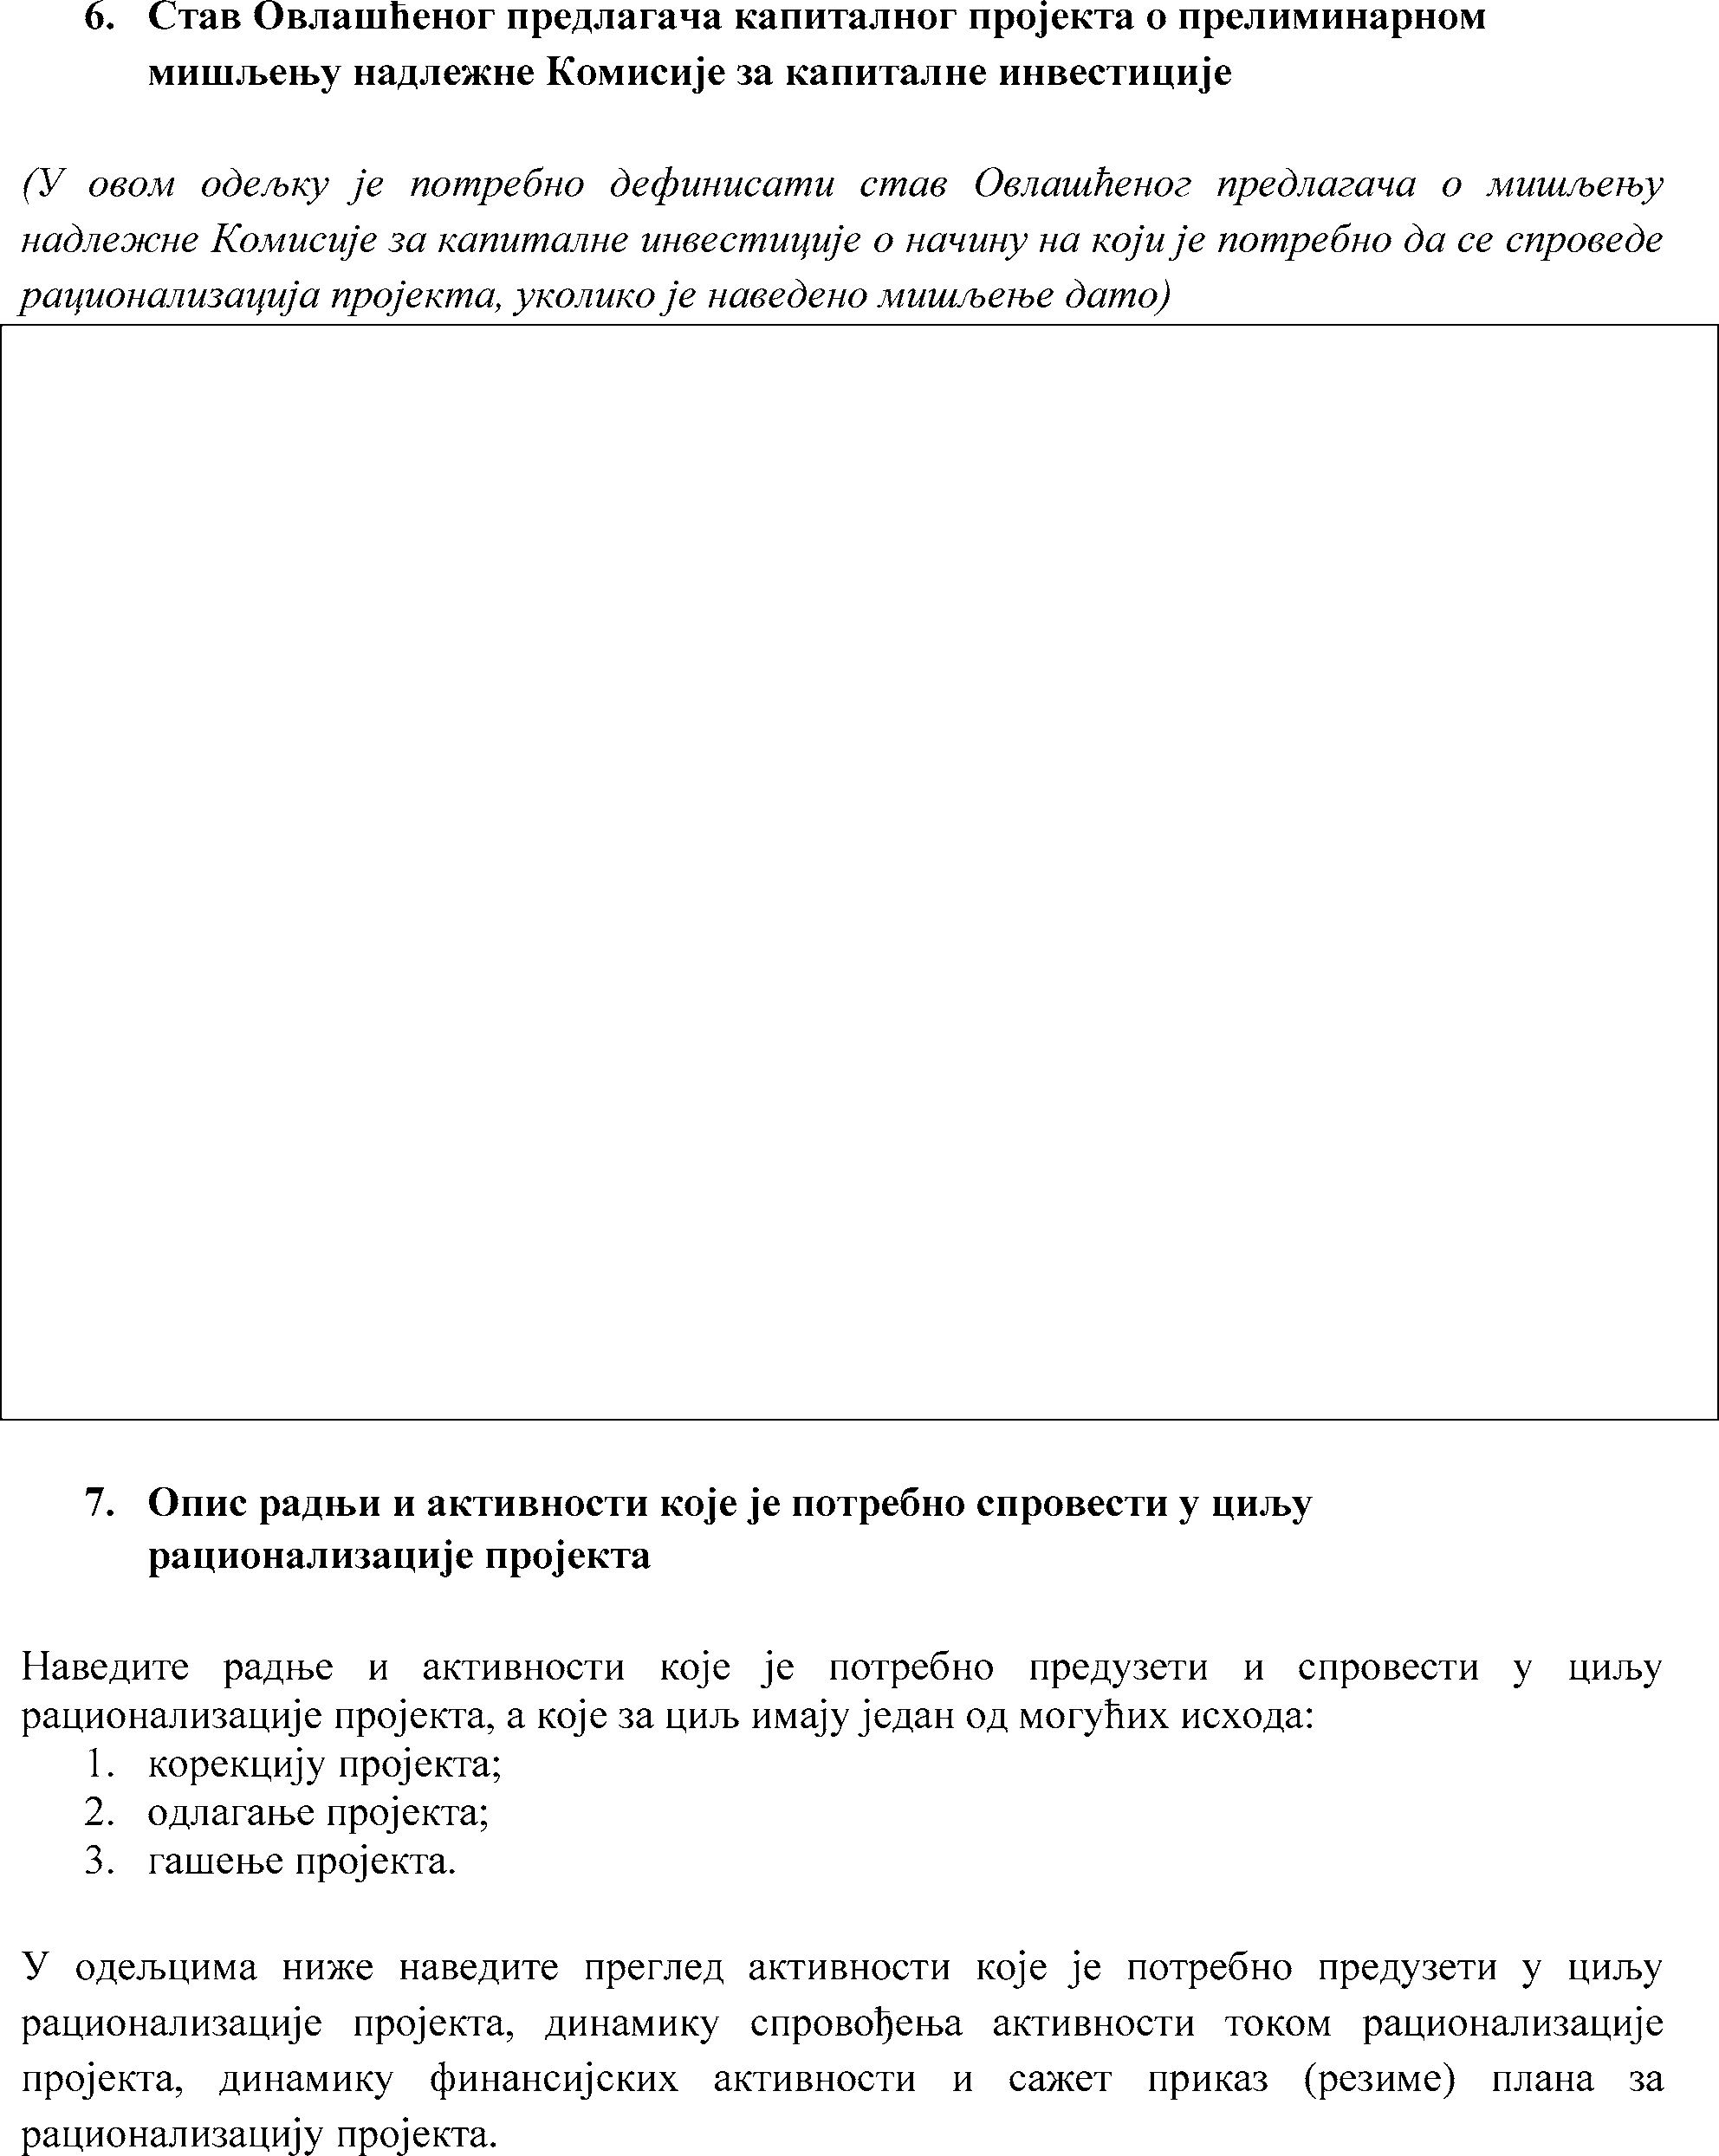 6. Став Овлашћеног предлагача капиталног пројекта о прелиминарном
мишљењу надлежне Комисије за капиталне инвестиције
(У овом одељку је потребно дефинисати став Овлашћеног предлагача о мишљењу
надлежне Комисије за капиталне инвестиције о начину на који је потребно да се спроведе
рационализација пројекта, уколико је наведено мишљење дато)
7. Опис радњи и активности које је потребно спровести у циљу
рационализације пројекта
Наведите радње и активности које је потребно предузети и спровести у циљу
рационализације пројекта, а које за циљ имају један од могућих исхода:
1. корекцију пројекта;
2. одлагање пројекта;
3. гашење пројекта.
У одељцима ниже наведите преглед активности које је потребно предузети у циљу
рационализације пројекта, динамику спровођења активности током рационализације
пројекта, динамику финансијских активности и сажет приказ (резиме) плана за
рационализацију пројекта.